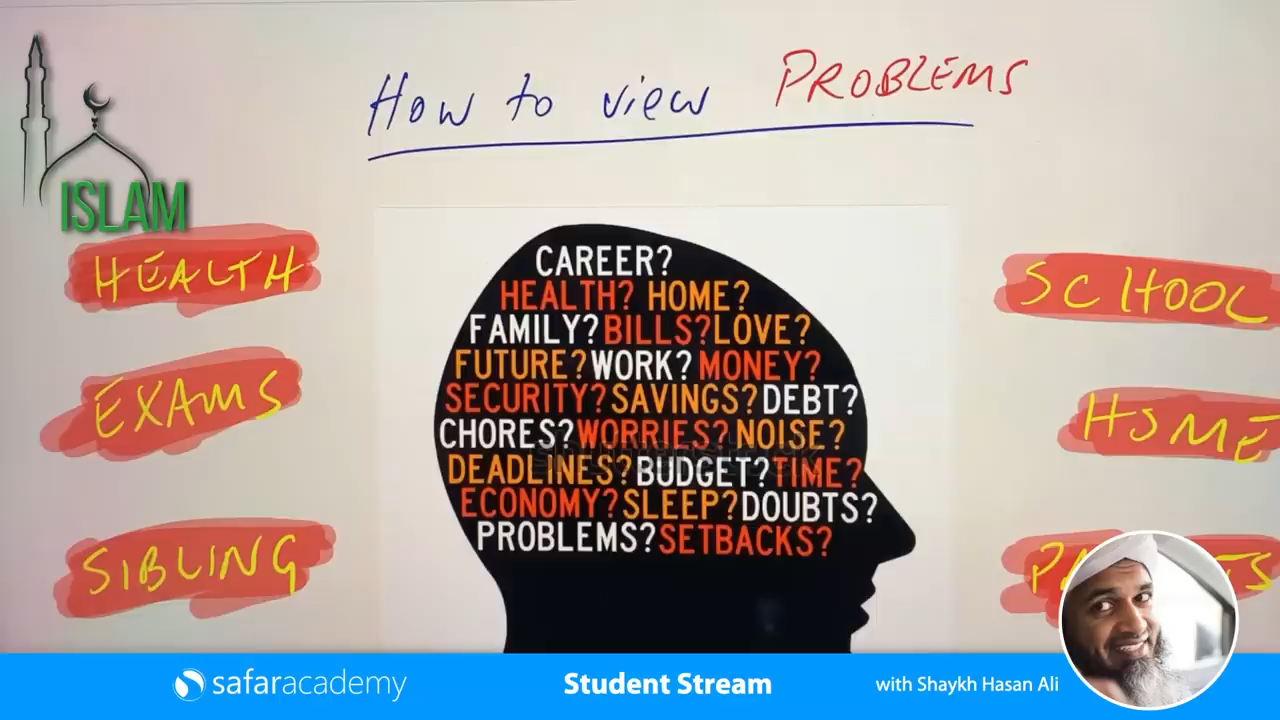 How to view PROBLEMS
ISLAM
HEALTH
EXAMS
SIBLING
CAREER?
HEALTH? HOME?
FAMILY? BILLS? LOVE?
FUTURE? WORK? MONEY?
SECURITY? SAVINGS? DEBT?
CHORES? WORRIES? NOISE?
DEADLINES? BUDGET? TIME?
ECONOMY? SLEEP? DOUBTS?
PROBLEMS? SETBACKS?
shutterstock
SCHOOL
HOME
safaracademy
Student Stream
with Shaykh Hasan Ali